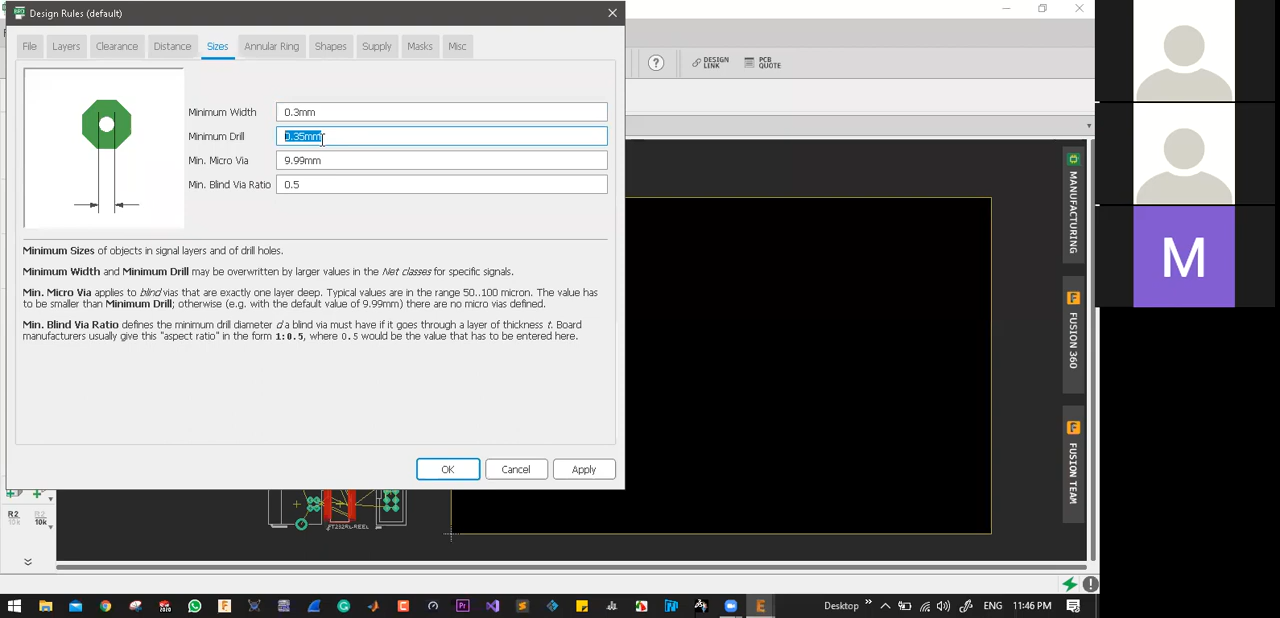 Design Rules (default)
File Layers Clearance Distance Sizes Annular Ring Shapes Supply Masks Misc
Minimum Width 0.3mm
Minimum Drill 0.35mm
Min. Micro Via 9.99mm
Min. Blind Via Ratio 0.5
Minimum Sizes of objects in signal layers and of drill holes.
Minimum Width and Minimum Drill may be overwritten by larger values in the Net classes for specific signals.
Min. Micro Via applies to blind vias that are exactly one layer deep. Typical values are in the range 50..100 micron. The value has
to be smaller than Minimum Drill; otherwise (e.g. with the default value of 9.99mm) there are no micro vias defined.
Min. Blind Via Ratio defines the minimum drill diameter d a blind via must have if it goes through a layer of thickness t. Board
manufacturers usually give this "aspect ratio" in the form 1:0.5, where 0.5 would be the value that has to be entered here.
OK Cancel Apply
DESIGN
LINK
PCB
QUOTE
MANUFACTURING
FUSION 360
FUSION TEAM
M
R2
10k
R2
10k
Desktop
ENG
11:46 PM